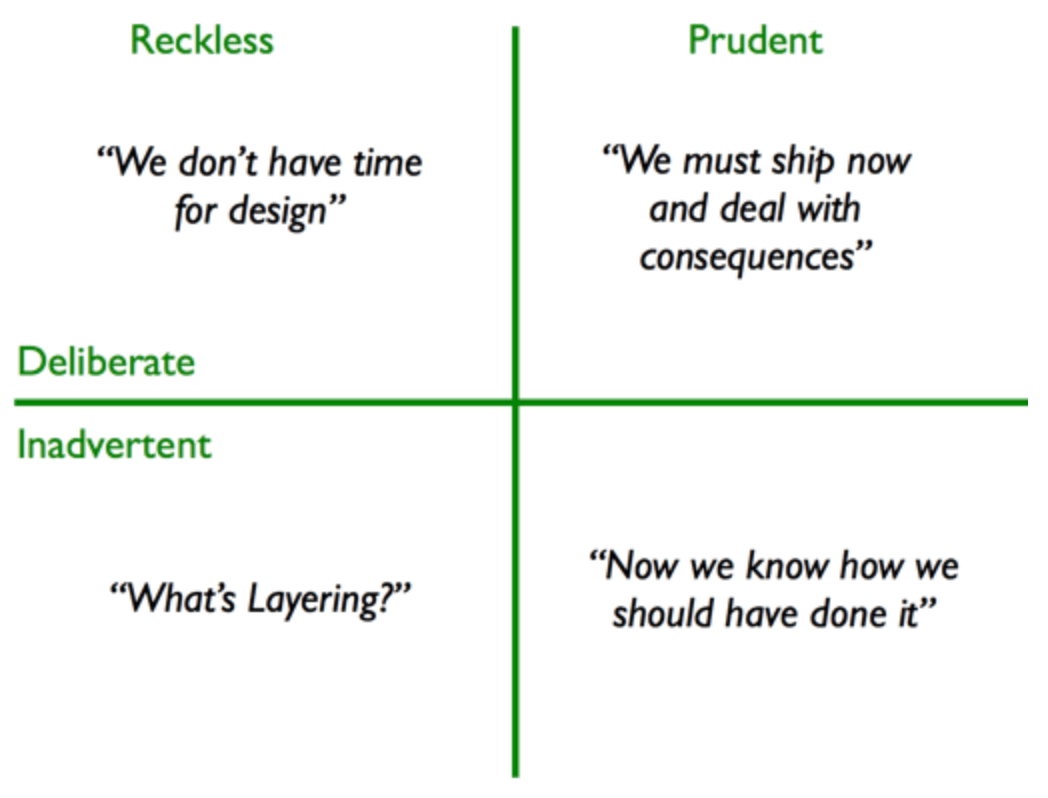 Reckless
Prudent
“We don’t have time
for design”
“We must ship now
and deal with
consequences”
Deliberate
Inadvertent
“What’s Layering?”
“Now we know how we
should have done it”